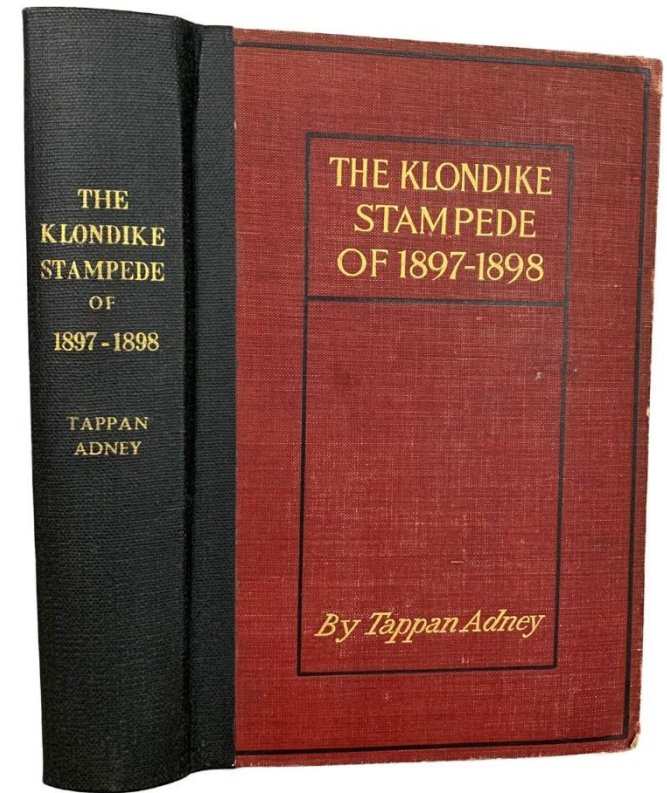 THE
KLONDIKE
STAMPEDE
OF
1897-1898
TAPPAN
ADNEY
THE KLONDIKE
STAMPEDE
OF 1897-1898
By Tappan Adney